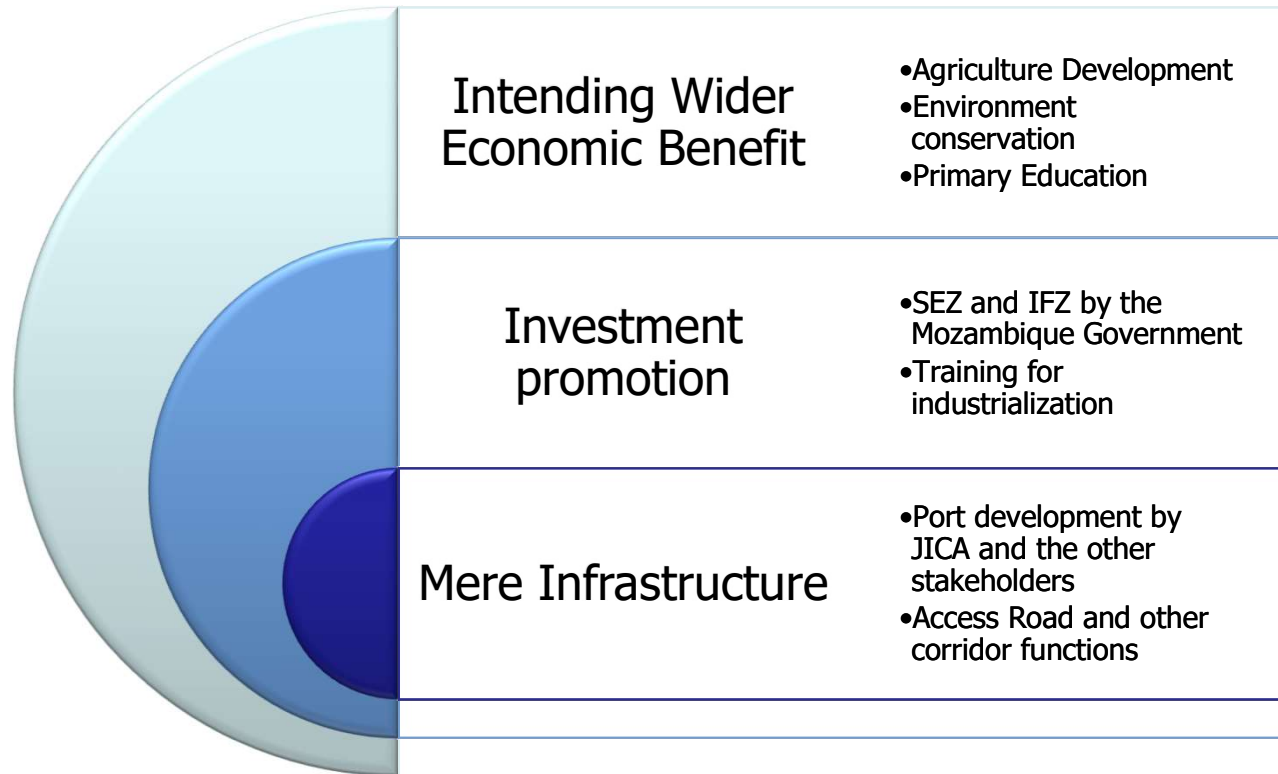 Intending Wider
Economic Benefit
•Agriculture Development
•Environment
conservation
•Primary Education
Investment
promotion
•SEZ and IFZ by the
Mozambique Government
•Training for
industrialization
Mere Infrastructure
•Port development by
JICA and the other
stakeholders
•Access Road and other
corridor functions